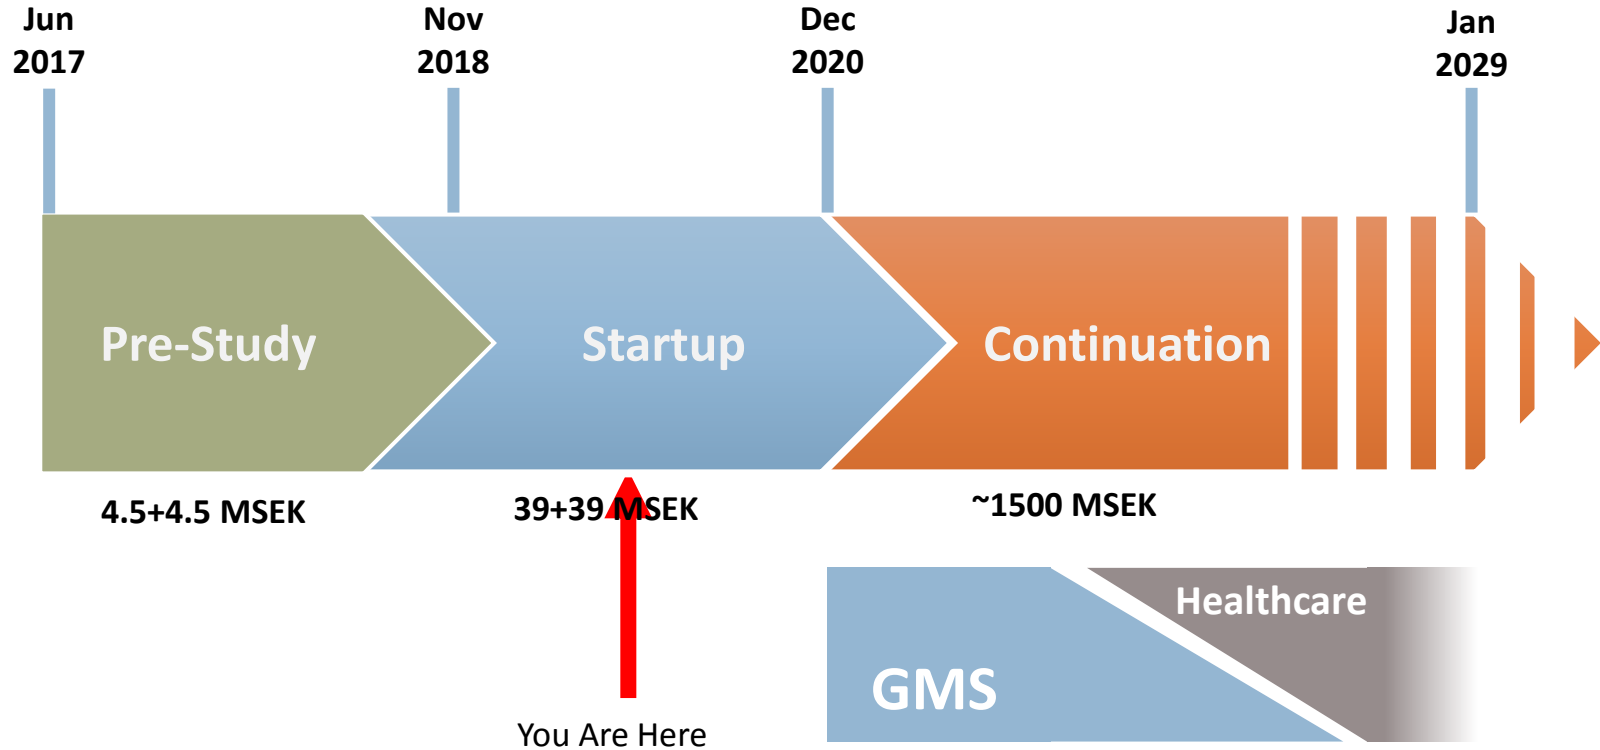 Jun
2017
Nov
2018
Dec
2020
Jan
2029
Pre-Study
Startup
Continuation
4.5+4.5 MSEK
39+39 MSEK
~1500 MSEK
Healthcare
GMS
You Are Here